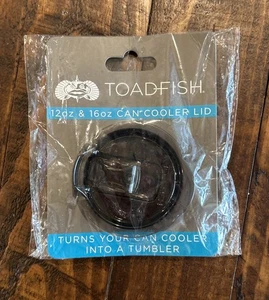 TOADFISH
12oz & 16oz CAN COOLER LID
TURNS YOUR CAN COOLER
INTO A TUMBLER